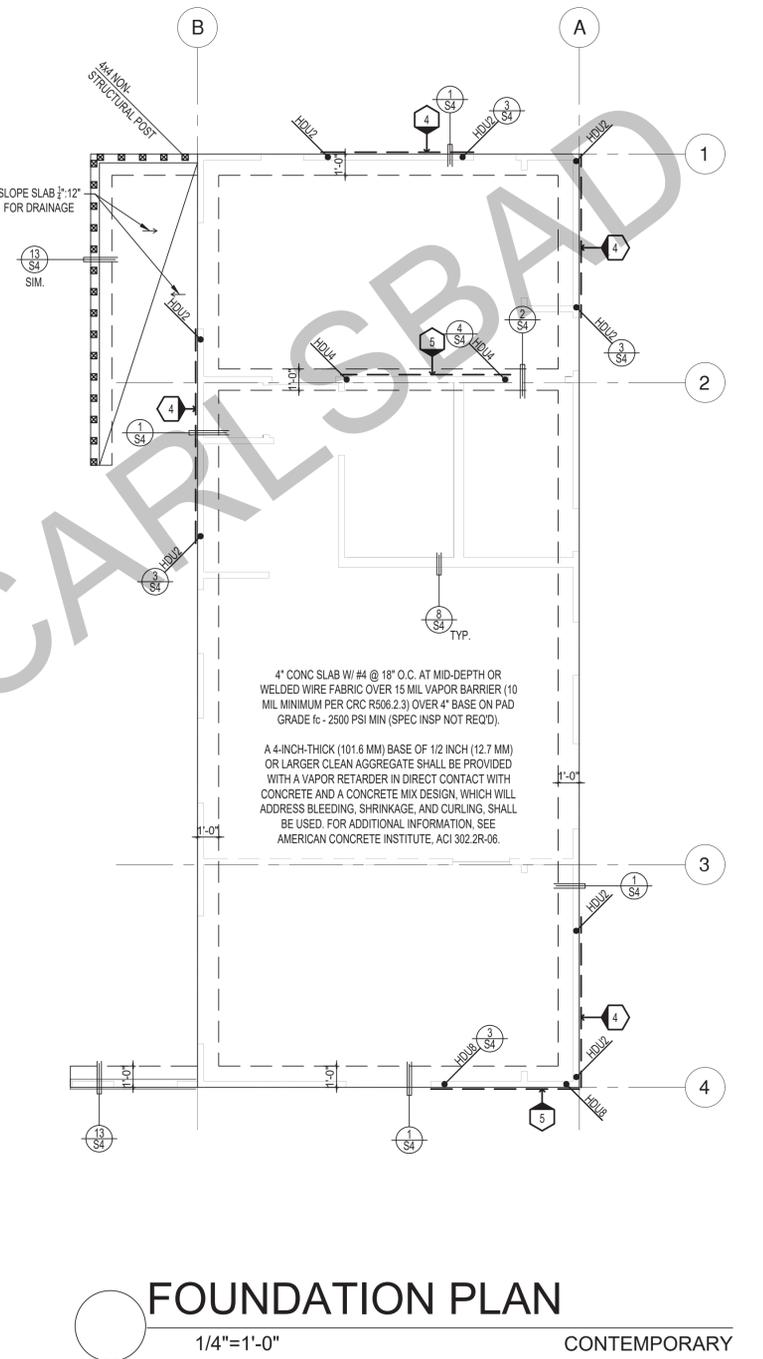 B
A
4x4 NON-
STRUCTURAL POST
1
S4
3
S4
4
HDU2
HDU2
HDU2
1
1'-0"
SLOPE SLAB ¼":12"
FOR DRAINAGE
4
13
S4
SIM.
HDU2
2
S4
HDU2
4
S4
5
3
S4
HDU4
HDU4
1'-0"
2
4
1
S4
HDU2
3
S4
8
S4
TYP.
4" CONC SLAB W/ #4 @ 18" O.C. AT MID-DEPTH OR
WELDED WIRE FABRIC OVER 15 MIL VAPOR BARRIER (10
MIL MINIMUM PER CRC R506.2.3) OVER 4" BASE ON PAD
GRADE fc - 2500 PSI MIN (SPEC INSP NOT REQ'D).
A 4-INCH-THICK (101.6 MM) BASE OF 1/2 INCH (12.7 MM)
OR LARGER CLEAN AGGREGATE SHALL BE PROVIDED
WITH A VAPOR RETARDER IN DIRECT CONTACT WITH
CONCRETE AND A CONCRETE MIX DESIGN, WHICH WILL
ADDRESS BLEEDING, SHRINKAGE, AND CURLING, SHALL
BE USED. FOR ADDITIONAL INFORMATION, SEE
AMERICAN CONCRETE INSTITUTE, ACI 302.2R-06.
1'-0"
1'-0"
3
1
S4
HDU2
4
3
S4
HDU8
HDU2
1'-0"
1'-0"
4
HDU8
5
13
S4
1
S4
CARLSBAD
FOUNDATION PLAN
1/4"=1'-0"
CONTEMPORARY